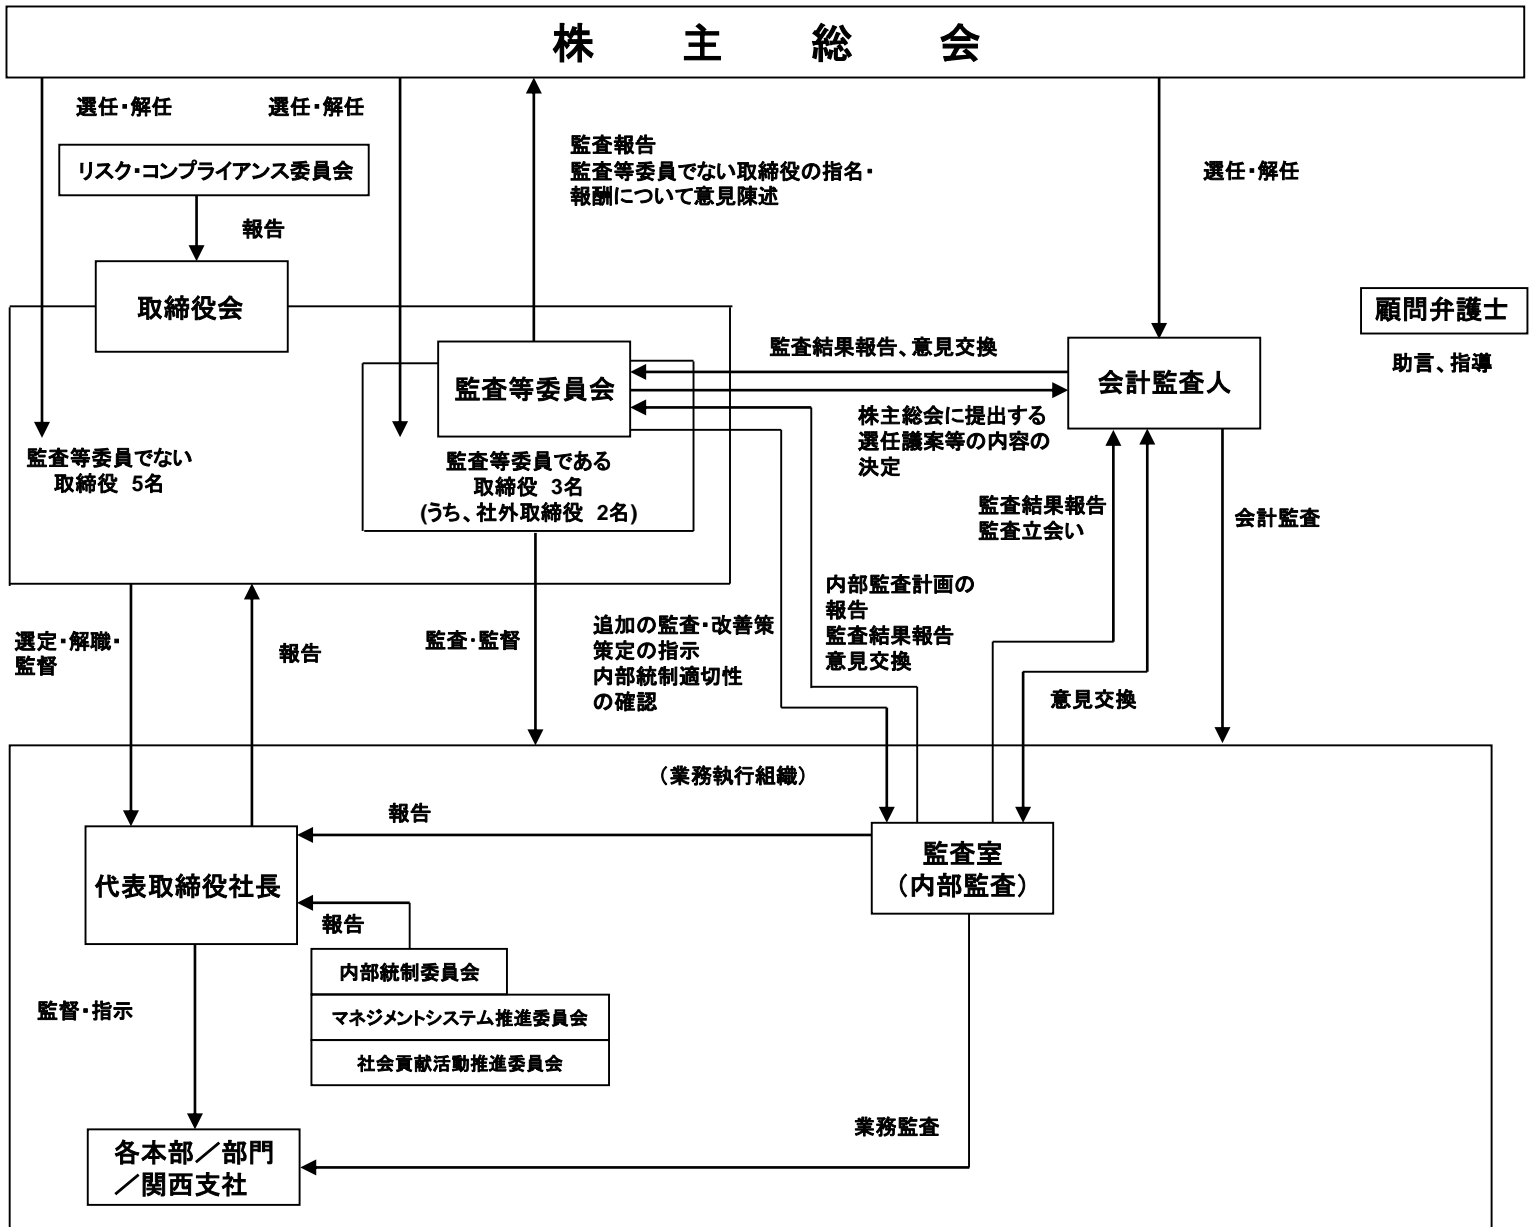 株主総会
選任・解任
選任・解任
監査報告
監査等委員でない取締役の指名・
報酬について意見陳述
選任・解任
リスク・コンプライアンス委員会
報告
取締役会
顧問弁護士
助言、指導
監査等委員会
監査結果報告、意見交換
会計監査人
株主総会に提出する
選任議案等の内容の
決定
監査等委員でない
取締役 5名
監査等委員である
取締役 3名
(うち、社外取締役 2名)
監査結果報告
監査立会い
会計監査
選定・解職・
監督
報告
監査・監督
追加の監査・改善策
策定の指示
内部統制適切性
の確認
内部監査計画の
報告
監査結果報告
意見交換
意見交換
（業務執行組織）
報告
監査室
（内部監査）
代表取締役社長
報告
内部統制委員会
マネジメントシステム推進委員会
社会貢献活動推進委員会
監督・指示
業務監査
各本部／部門
／関西支社